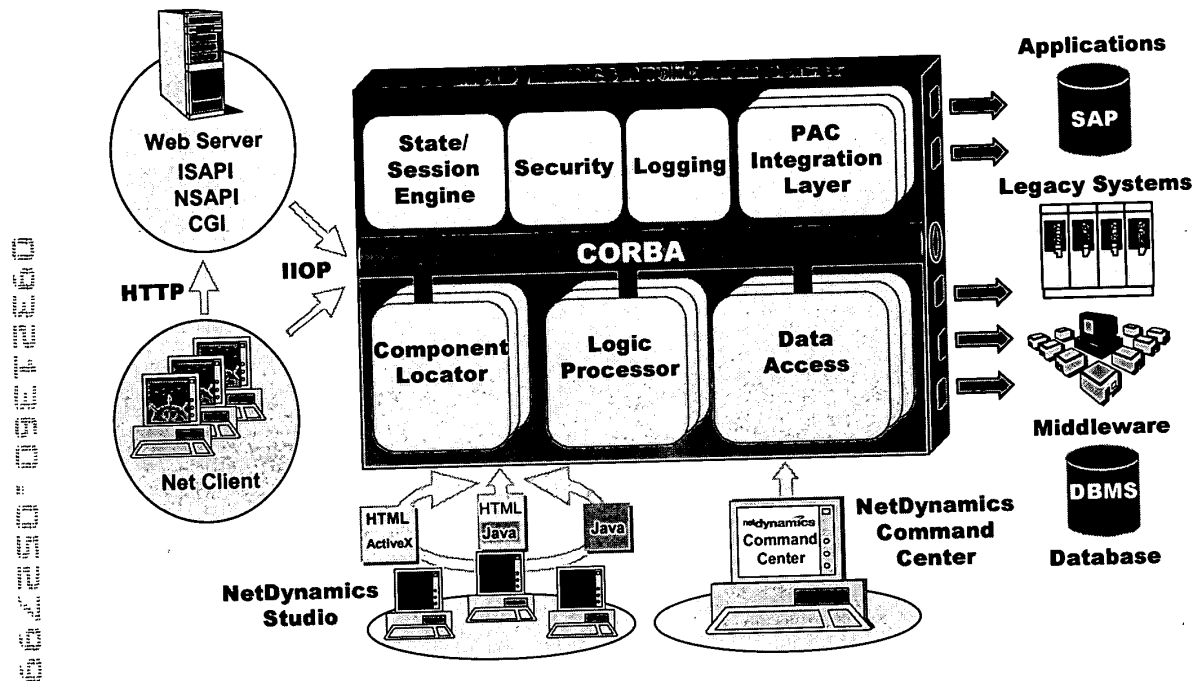 Applications
SAP
Legacy Systems
Middleware
DBMS
Database
Web Server
ISAPI
NSAPI
CGI
HTTP
IIOP
Net Client
State/
Session
Engine
Security
Logging
PAC
Integration
Layer
CORBA
Component
Locator
Logic
Processor
Data
Access
HTML
ActiveX
HTML
Java
Java
NetDynamics
Studio
netdynamics
Command
Center
NetDynamics
Command
Center